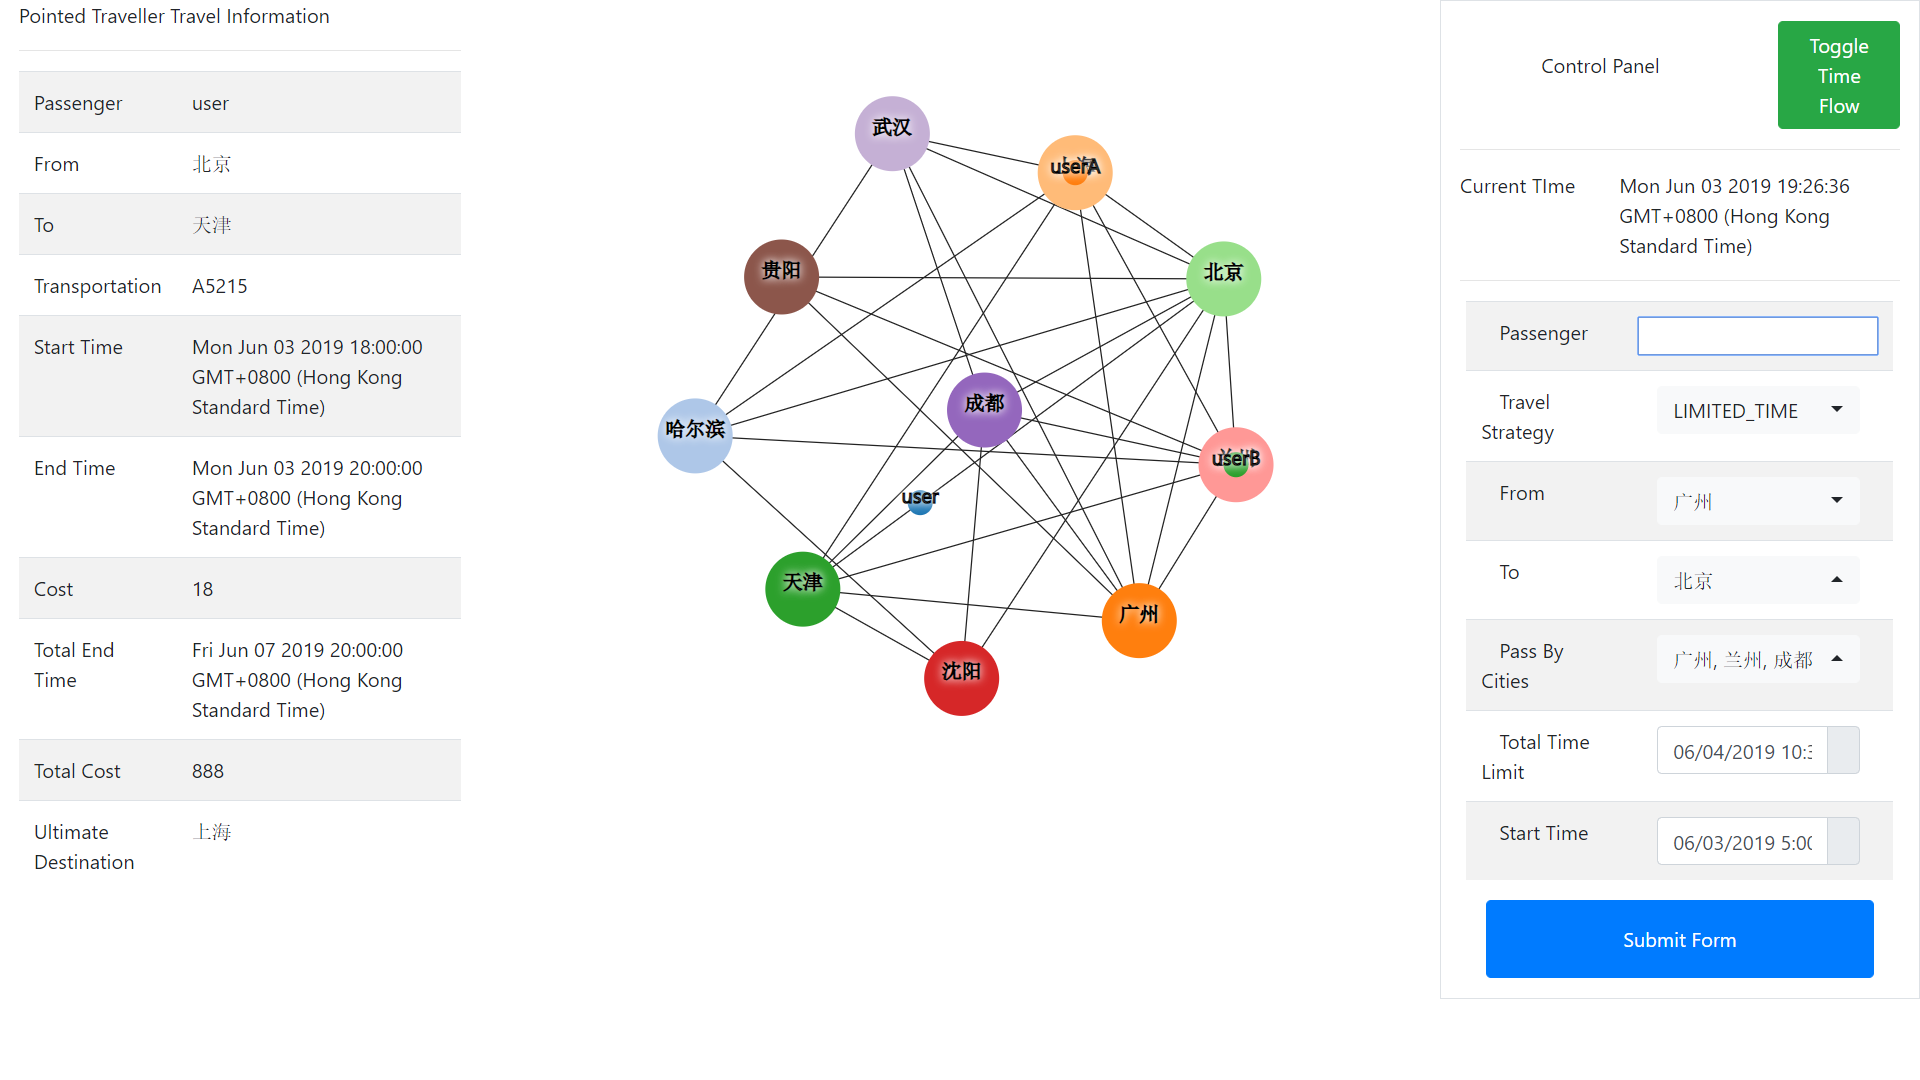 Pointed Traveller Travel Information
Passenger user
From 北京
To 天津
Transportation A5215
Start Time Mon Jun 03 2019 18:00:00
GMT+0800 (Hong Kong
Standard Time)
End Time Mon Jun 03 2019 20:00:00
GMT+0800 (Hong Kong
Standard Time)
Cost 18
Total End Fri Jun 07 2019 20:00:00
Time GMT+0800 (Hong Kong
Standard Time)
Total Cost 888
Ultimate 上海
Destination
武汉
userA
贵阳
北京
成都
哈尔滨
userB
user
天津
广州
沈阳
Control Panel
Toggle
Time
Flow
Current TIme Mon Jun 03 2019 19:26:36
GMT+0800 (Hong Kong
Standard Time)
Passenger
Travel
Strategy
LIMITED_TIME
From 广州
To 北京
Pass By
Cities
广州, 兰州, 成都
Total Time
Limit
06/04/2019 10:
Start Time 06/03/2019 5:00
Submit Form